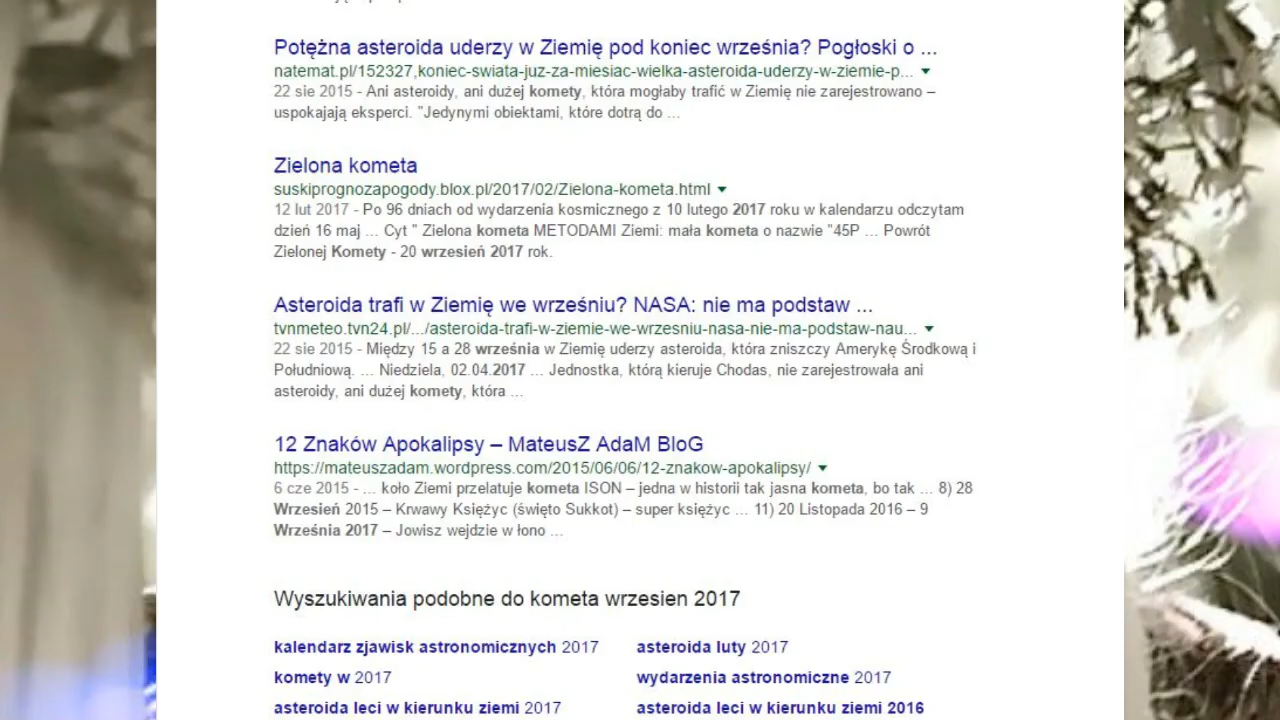 Potężna asteroida uderzy w Ziemię pod koniec września? Pogłoski o ...
natemat.pl/152327,koniec-swiata-juz-za-miesiac-wielka-asteroida-uderzy-w-ziemie-p...
22 sie 2015 - Ani asteroidy, ani dużej komety, która mogłaby trafić w Ziemię nie zarejestrowano –
uspokajają eksperci. "Jedynymi obiektami, które dotrą do ...
Zielona kometa
suskiprognozapogody.blox.pl/2017/02/Zielona-kometa.html
12 lut 2017 - Po 96 dniach od wydarzenia kosmicznego z 10 lutego 2017 roku w kalendarzu odczytam
dzień 16 maj ... Cyt " Zielona kometa METODAMI Ziemi: mała kometa o nazwie "45P ... Powrót
Zielonej Komety - 20 wrzesień 2017 rok.
Asteroida trafi w Ziemię we wrześniu? NASA: nie ma podstaw ...
tvnmeteo.tvn24.pl/.../asteroida-trafi-w-ziemie-we-wrzesniu-nasa-nie-ma-podstaw-nau...
22 sie 2015 - Między 15 a 28 września w Ziemię uderzy asteroida, która zniszczy Amerykę Środkową i
Południową. ... Niedziela, 02.04.2017 ... Jednostka, którą kieruje Chodas, nie zarejestrowała ani
asteroidy, ani dużej komety, która ...
12 Znaków Apokalipsy – MateusZ AdaM BloG
https://mateuszadam.wordpress.com/2015/06/06/12-znakow-apokalipsy/
6 cze 2015 - ... koło Ziemi przelatuje kometa ISON – jedna w historii tak jasna kometa, bo tak ... 8) 28
Wrzesień 2015 – Krwawy Księżyc (święto Sukkot) – super księżyc ... 11) 20 Listopada 2016 – 9
Września 2017 – Jowisz wejdzie w łono ...
Wyszukiwania podobne do kometa wrzesien 2017
kalendarz zjawisk astronomicznych 2017
asteroida luty 2017
komety w 2017
wydarzenia astronomiczne 2017
asteroida leci w kierunku ziemi 2017
asteroida leci w kierunku ziemi 2016